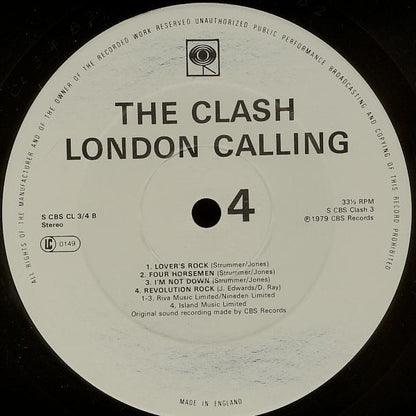 ALL RIGHTS OF THE MANUFACTURER AND OF THE OWNER OF THE RECORDED WORK RESERVED UNAUTHORIZED PUBLIC PERFORMANCE BROADCASTING AND COPYING OF THIS RECORD PROHIBITED
THE CLASH
LONDON CALLING
4
S CBS CL 3/4 B
Stereo
LC 0149
33⅓ RPM
S CBS Clash 3
℗ 1979 CBS Records
1. LOVER'S ROCK (Strummer/Jones)
2. FOUR HORSEMEN (Strummer/Jones)
3. I'M NOT DOWN (Strummer/Jones)
4. REVOLUTION ROCK (J. Edwards/D. Ray)
1-3. Riva Music Limited/Nineden Limited
4. Island Music Limited
Original sound recording made by CBS Records
MADE IN ENGLAND